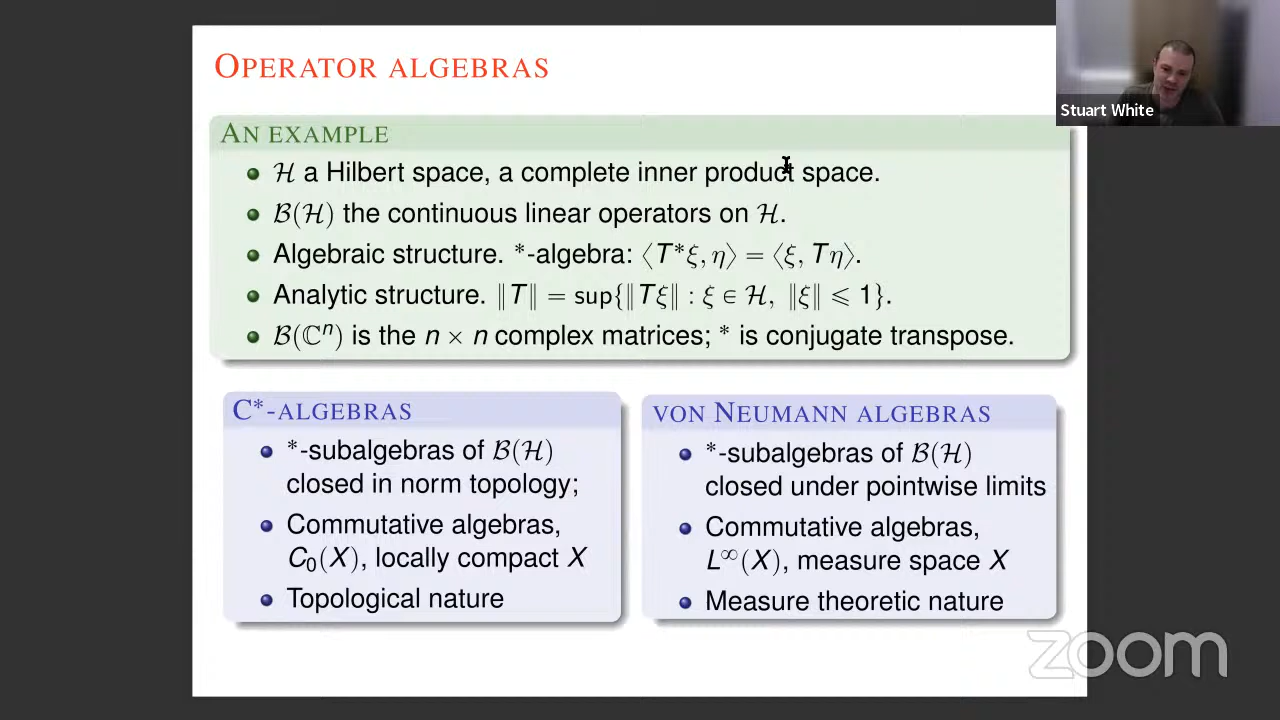 OPERATOR ALGEBRAS
Stuart White
AN EXAMPLE
ℋ a Hilbert space, a complete inner product space.
ℬ(ℋ) the continuous linear operators on ℋ.
Algebraic structure. *-algebra: ⟨T*ξ, η⟩ = ⟨ξ, Tη⟩.
Analytic structure. ‖T‖ = sup{‖Tξ‖ : ξ ∈ ℋ, ‖ξ‖ ⩽ 1}.
ℬ(ℂⁿ) is the n × n complex matrices; * is conjugate transpose.
C*-ALGEBRAS
*-subalgebras of ℬ(ℋ)
closed in norm topology;
Commutative algebras,
C₀(X), locally compact X
Topological nature
VON NEUMANN ALGEBRAS
*-subalgebras of ℬ(ℋ)
closed under pointwise limits
Commutative algebras,
L^∞(X), measure space X
Measure theoretic nature
zoom